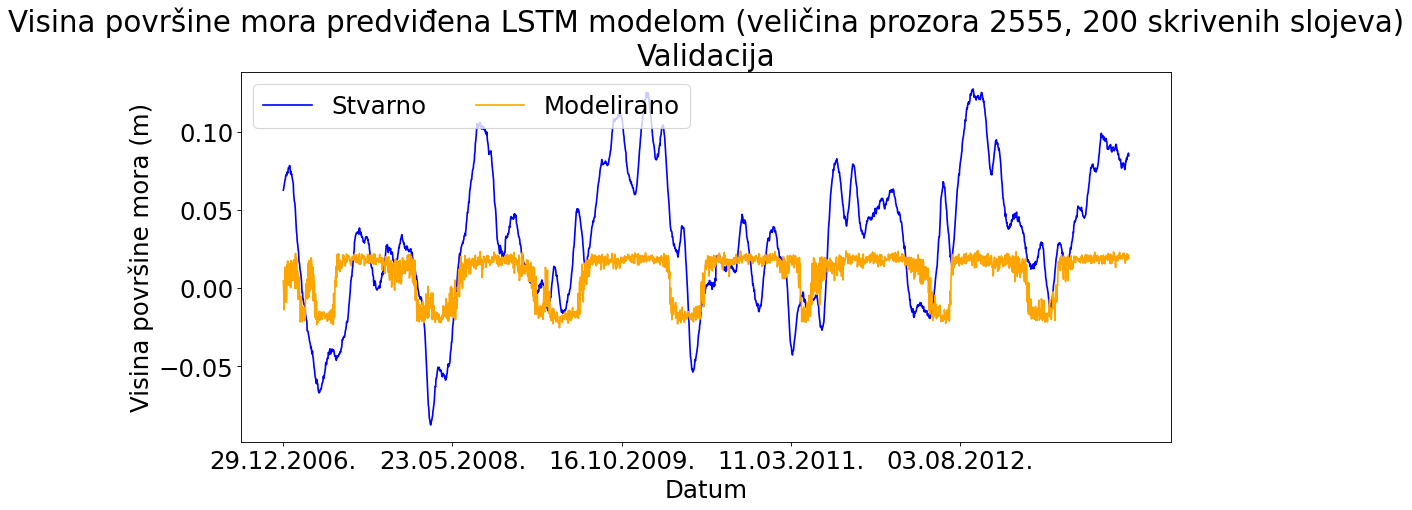 Visina površine mora predviđena LSTM modelom (veličina prozora 2555, 200 skrivenih slojeva)
Validacija
Stvarno
Modelirano
Visina površine mora (m)
0.10
0.05
0.00
−0.05
29.12.2006.
23.05.2008.
16.10.2009.
11.03.2011.
03.08.2012.
Datum